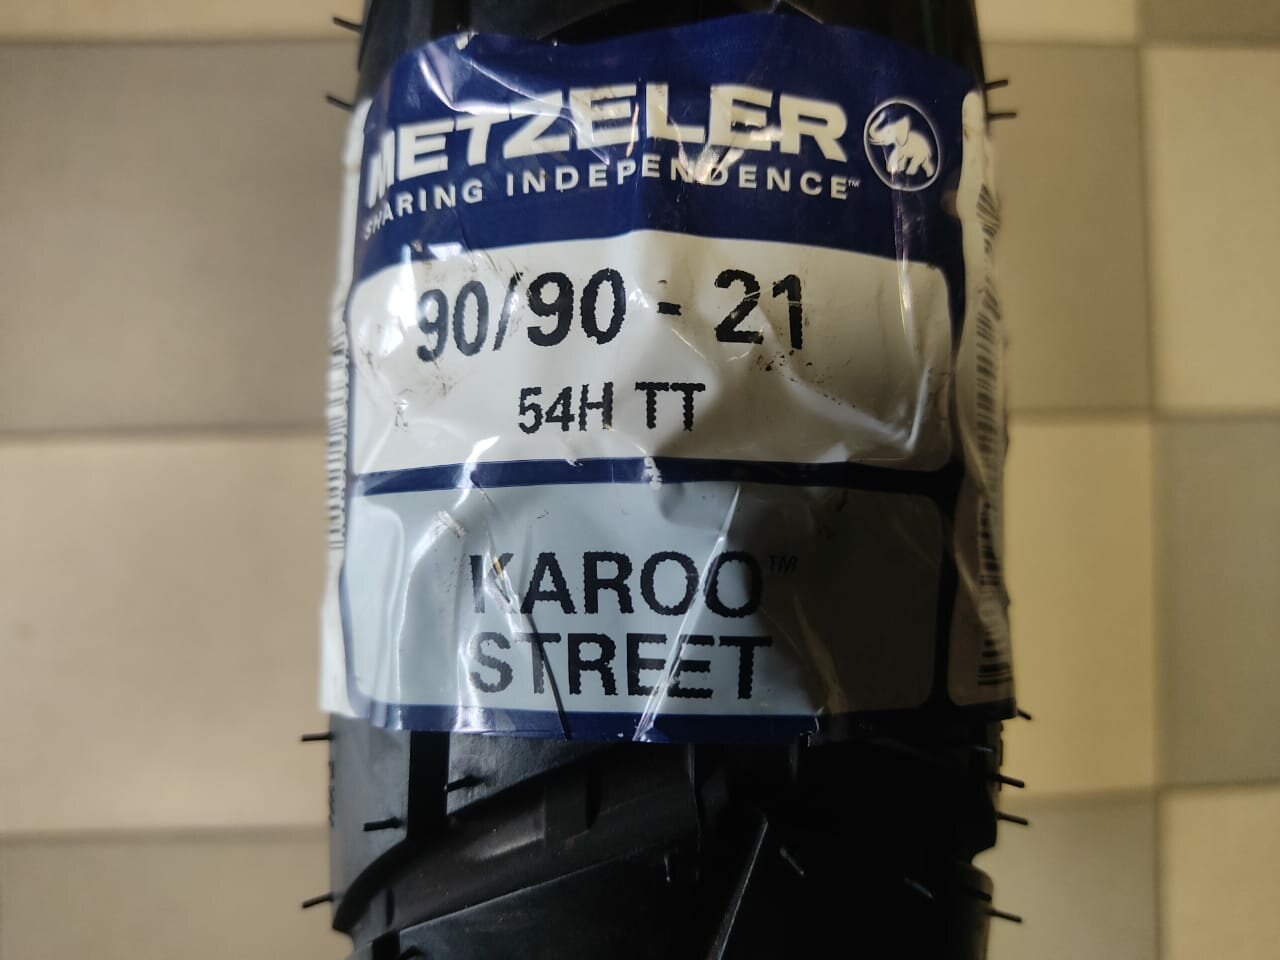 METZELER
SHARING INDEPENDENCE™
90/90 - 21
54H TT
KAROO™
STREET